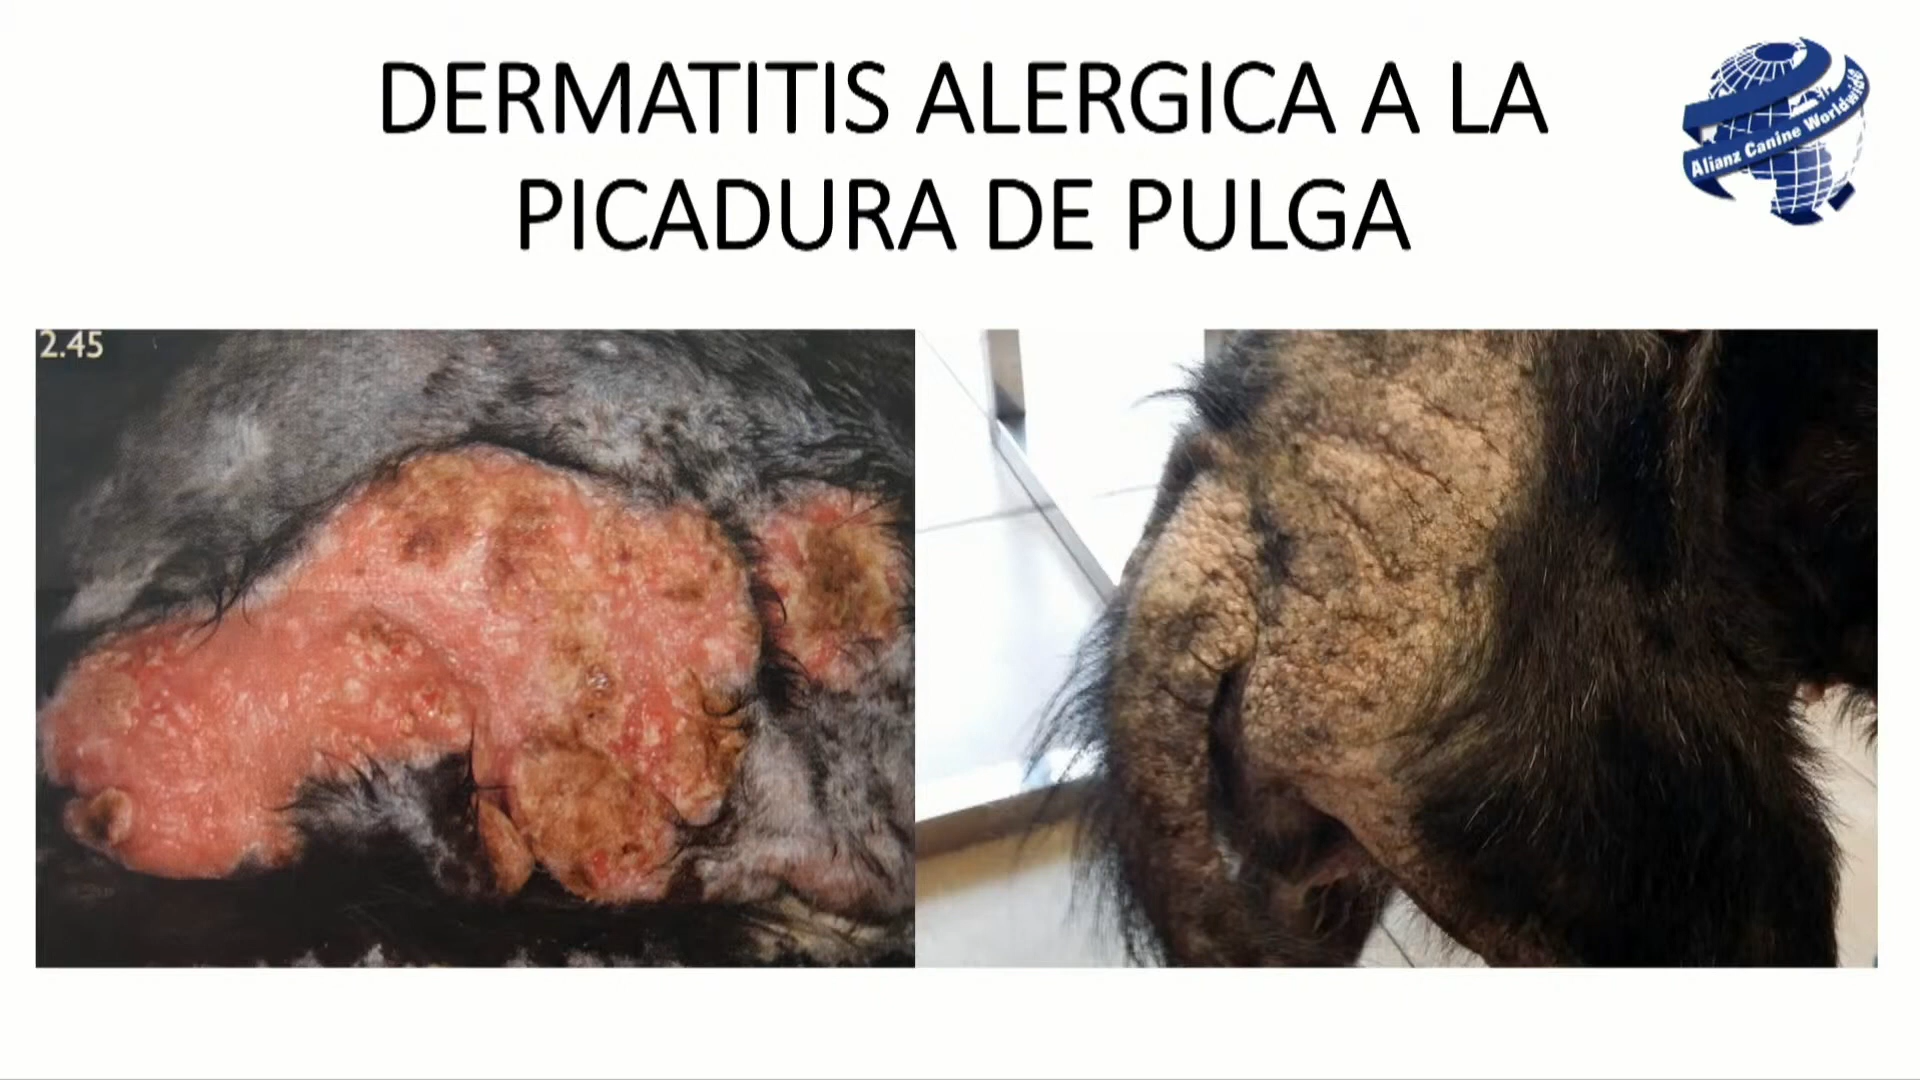 DERMATITIS ALERGICA A LA
PICADURA DE PULGA
Alianz Canine Worldwide
2.45